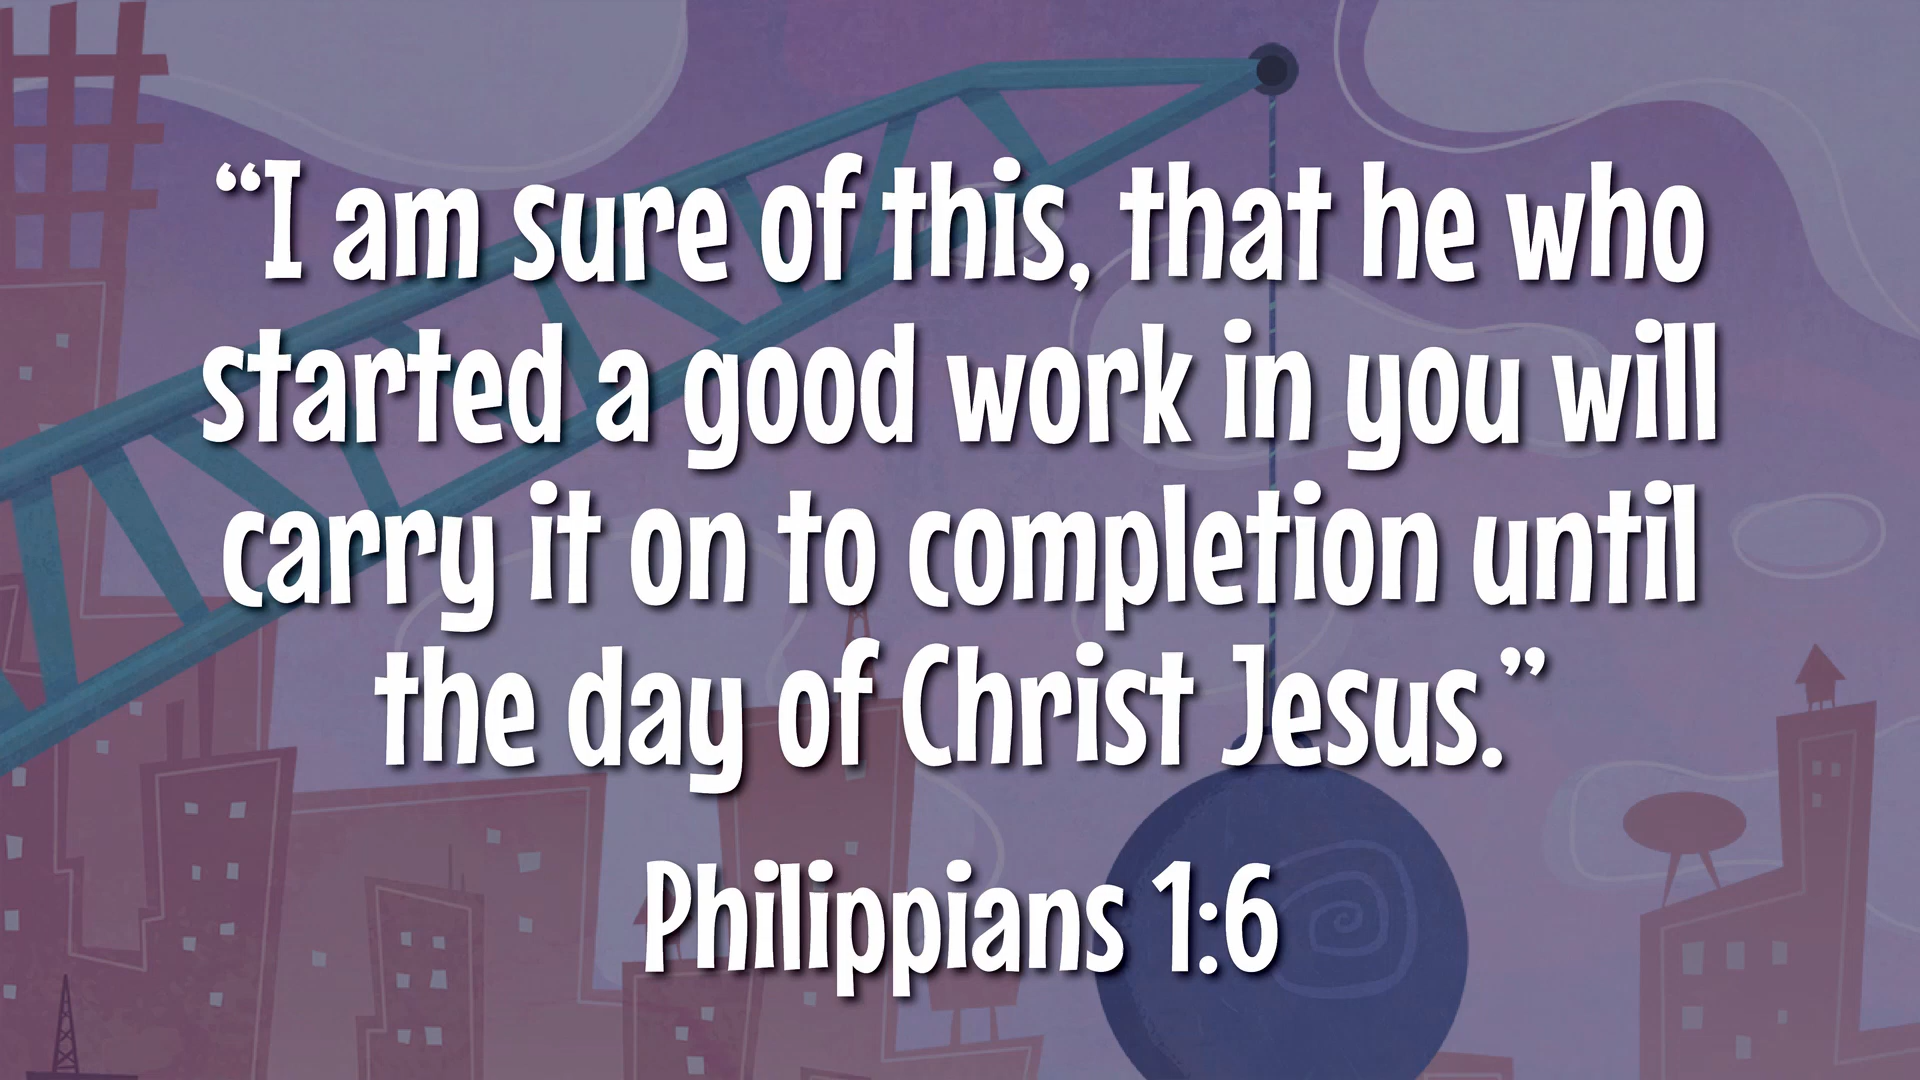 “I am sure of this, that he who
started a good work in you will
carry it on to completion until
the day of Christ Jesus.”
Philippians 1:6